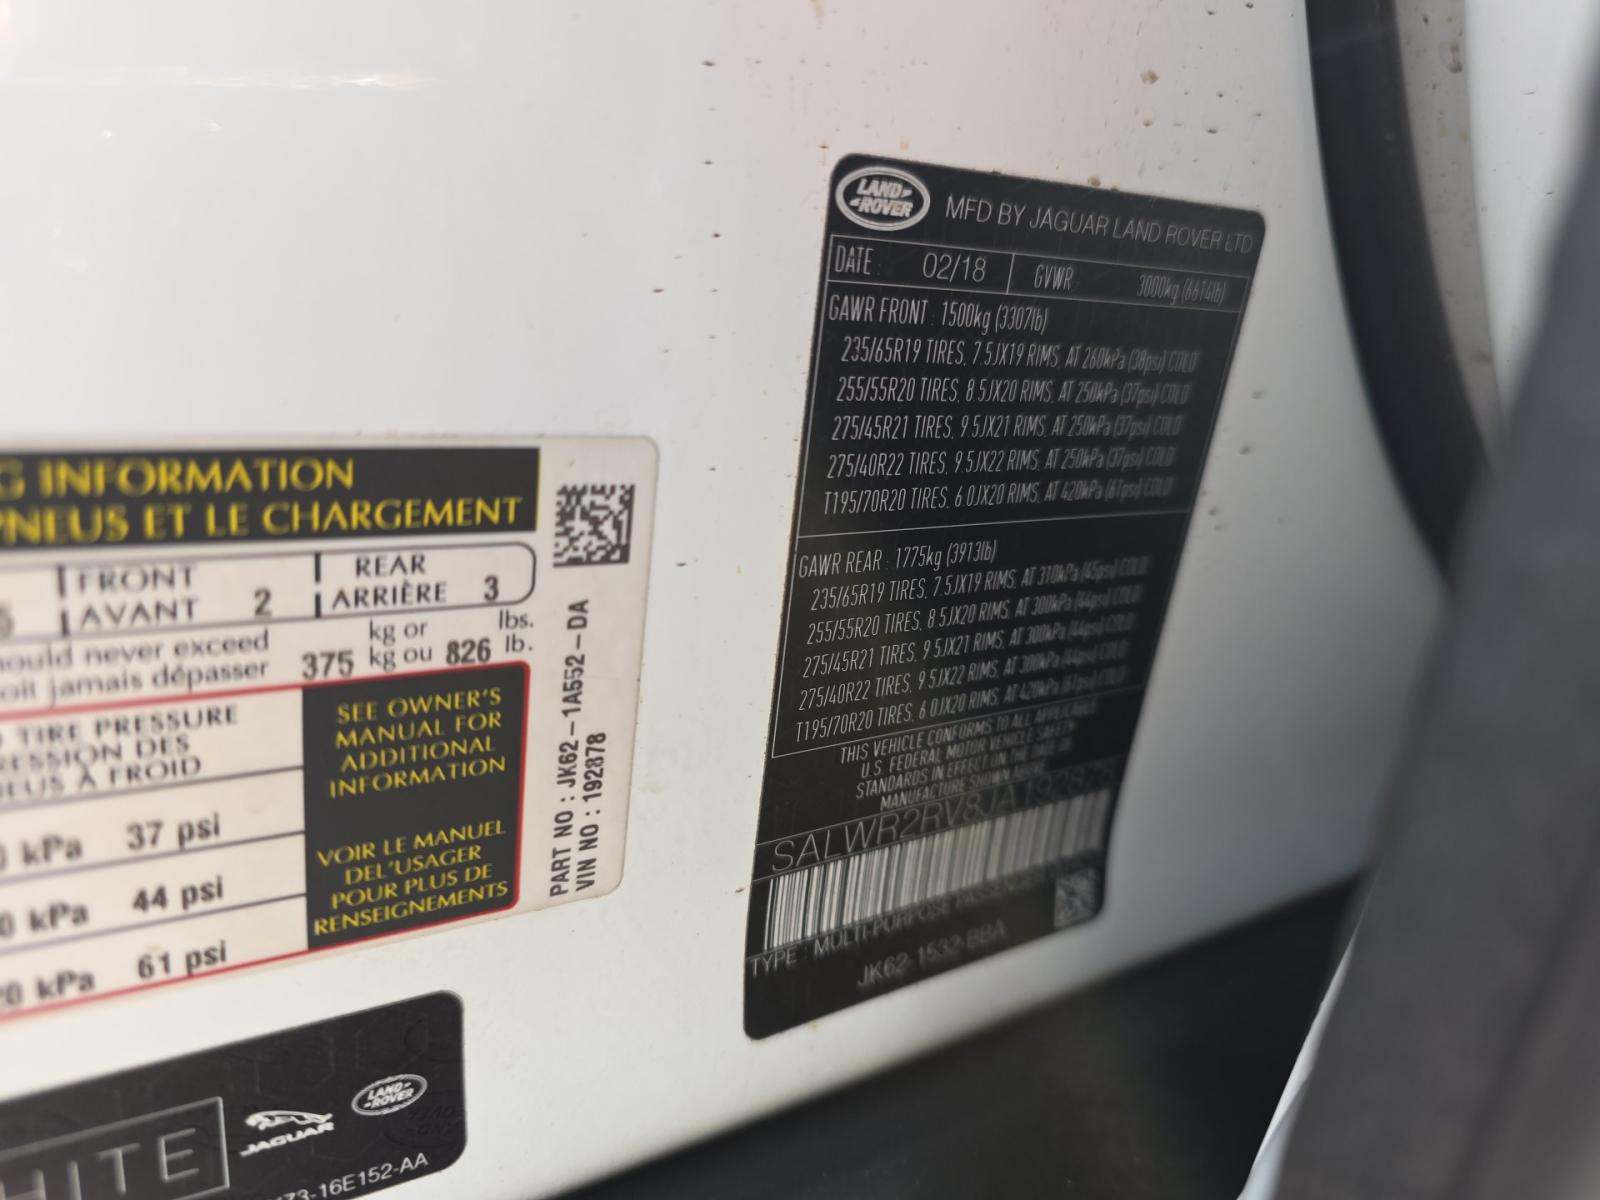 G INFORMATION
PNEUS ET LE CHARGEMENT
5 FRONT AVANT 2 REAR ARRIÈRE 3
ould never exceed
oit jamais dépasser 375 kg or kg ou 826 lbs. lb.
TIRE PRESSURE
ESSION DES
EUS À FROID
kPa 37 psi
0 kPa 44 psi
20 kPa 61 psi
SEE OWNER'S
MANUAL FOR
ADDITIONAL
INFORMATION
VOIR LE MANUEL
DEL'USAGER
POUR PLUS DE
RENSEIGNEMENTS
PART NO : JK62-1A552-DA
VIN NO : 192878
HITE
JAGUAR
LAND ROVER
73-16E152-AA
LAND ROVER
MFD BY JAGUAR LAND ROVER LTD
DATE : 02/18 GVWR: 3000kg (6614lb)
GAWR FRONT : 1500kg (3307lb)
235/65R19 TIRES, 7.5JX19 RIMS, AT 260kPa (38psi) COLD
255/55R20 TIRES, 8.5JX20 RIMS, AT 250kPa (37psi) COLD
275/45R21 TIRES, 9.5JX21 RIMS, AT 250kPa (37psi) COLD
275/40R22 TIRES, 9.5JX22 RIMS, AT 250kPa (37psi) COLD
T195/70R20 TIRES, 6.0JX20 RIMS, AT 420kPa (61psi) COLD
GAWR REAR : 1775kg (3913lb)
235/65R19 TIRES, 7.5JX19 RIMS, AT 310kPa (45psi) COLD
255/55R20 TIRES, 8.5JX20 RIMS, AT 300kPa (44psi) COLD
275/45R21 TIRES, 9.5JX21 RIMS, AT 300kPa (44psi) COLD
275/40R22 TIRES, 9.5JX22 RIMS, AT 300kPa (44psi) COLD
T195/70R20 TIRES, 6.0JX20 RIMS, AT 420kPa (61psi) COLD
THIS VEHICLE CONFORMS TO ALL APPLICABLE
U.S. FEDERAL MOTOR VEHICLE SAFETY
STANDARDS IN EFFECT ON THE DATE OF
MANUFACTURE SHOWN ABOVE
SALWR2RV8JA192878
TYPE : MULTI-PURPOSE PASSENGER
JK62-1532-BBA